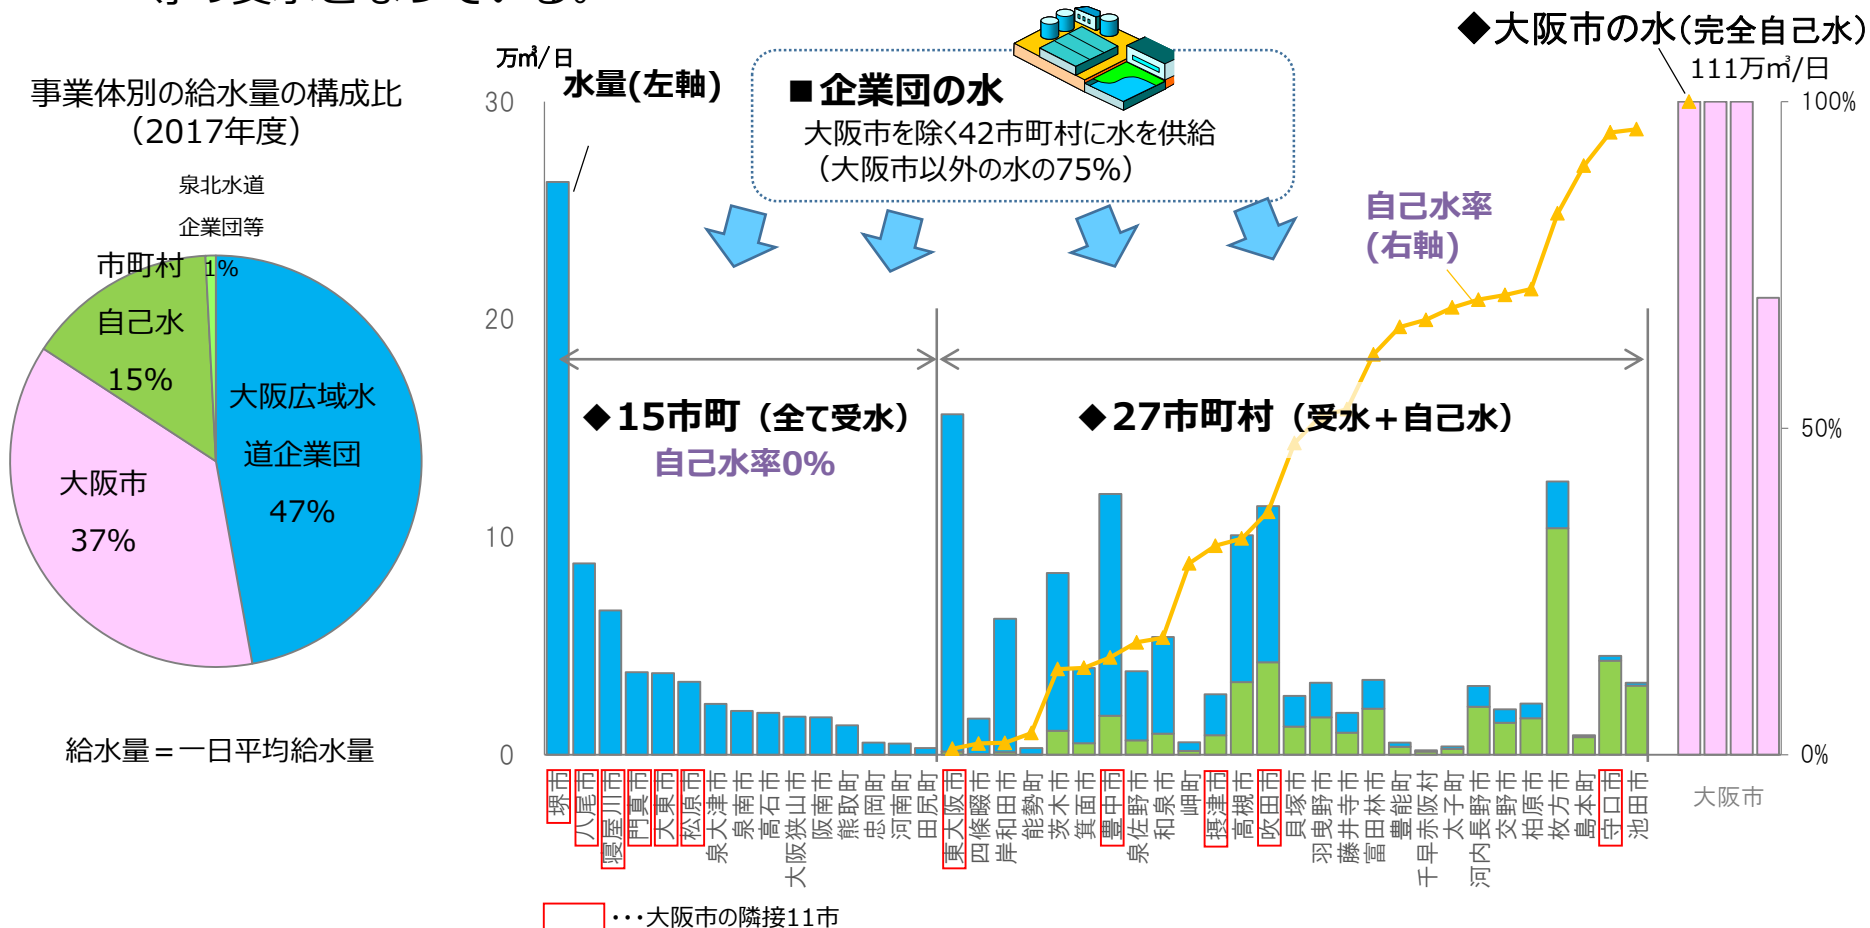 事業体別の給水量の構成比
（2017年度）
泉北水道
企業団等
1%
市町村
自己水
15%
大阪広域水
道企業団
47%
大阪市
37%
給水量＝一日平均給水量
万㎥/日
水量(左軸)
■企業団の水
大阪市を除く42市町村に水を供給
（大阪市以外の水の75%）
◆大阪市の水(完全自己水)
111万㎥/日
自己水率
(右軸)
◆15市町（全て受水）
自己水率0%
◆27市町村（受水＋自己水）
30
20
10
0
100%
50%
0%
堺市
八尾市
寝屋川市
門真市
大東市
松原市
泉大津市
泉南市
高石市
大阪狭山市
阪南市
熊取町
忠岡町
河南町
田尻町
東大阪市
四條畷市
岸和田市
能勢町
茨木市
箕面市
豊中市
泉佐野市
和泉市
岬町
摂津市
高槻市
吹田市
貝塚市
羽曳野市
藤井寺市
富田林市
豊能町
千早赤阪村
太子町
河内長野市
交野市
柏原市
枚方市
島本町
守口市
池田市
大阪市
･･･大阪市の隣接11市